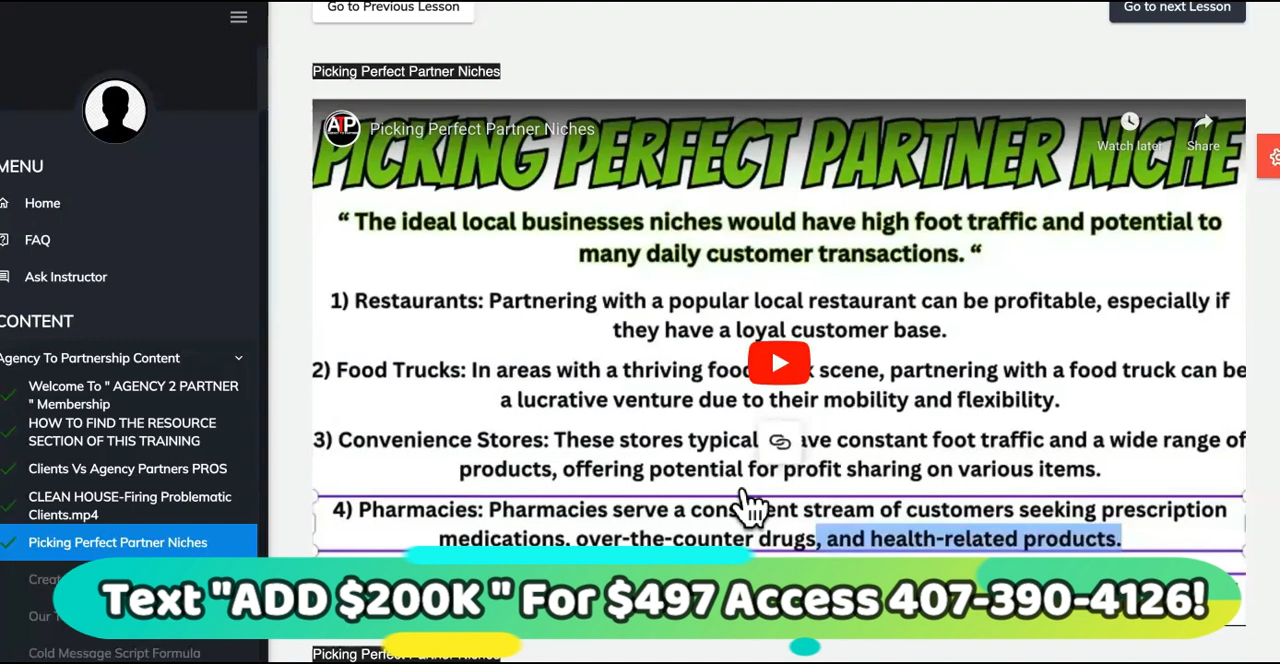 Go to Previous Lesson
Go to next Lesson
MENU
Home
FAQ
Ask Instructor
CONTENT
Agency To Partnership Content
Welcome To " AGENCY 2 PARTNER
" Membership
HOW TO FIND THE RESOURCE
SECTION OF THIS TRAINING
Clients Vs Agency Partners PROS
CLEAN HOUSE-Firing Problematic
Clients.mp4
Picking Perfect Partner Niches
Our
Cold Message Script Formula
Picking Perfect Partner Niches
ATP
Picking Perfect Partner Niches
Watch later
Share
PICKING PERFECT PARTNER NICHE
“ The ideal local businesses niches would have high foot traffic and potential to
many daily customer transactions. “
1) Restaurants: Partnering with a popular local restaurant can be profitable, especially if
they have a loyal customer base.
2) Food Trucks: In areas with a thriving food scene, partnering with a food truck can be
a lucrative venture due to their mobility and flexibility.
3) Convenience Stores: These stores typical ave constant foot traffic and a wide range of
products, offering potential for profit sharing on various items.
4) Pharmacies: Pharmacies serve a cons ent stream of customers seeking prescription
medications, over-the-counter drugs, and health-related products.
Text "ADD $200K " For $497 Access 407-390-4126!
Picking Perfect Partner Niches